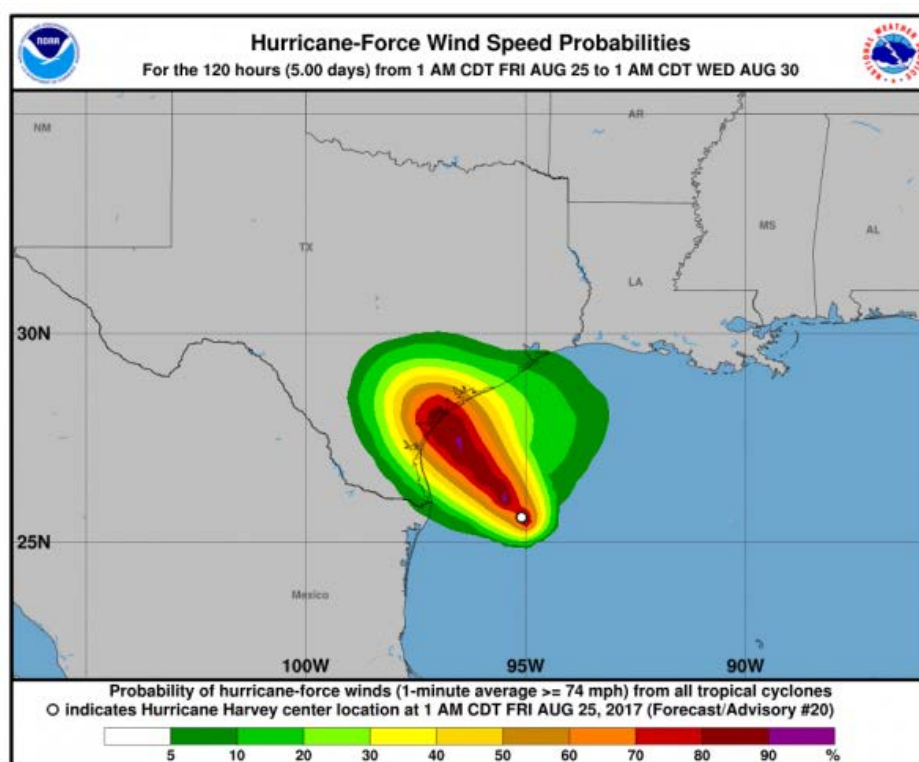 NOAA
Hurricane-Force Wind Speed Probabilities
For the 120 hours (5.00 days) from 1 AM CDT FRI AUG 25 to 1 AM CDT WED AUG 30
NM
AR
TX
MS
AL
LA
30N
25N
Mexico
100W
95W
90W
Probability of hurricane-force winds (1-minute average >= 74 mph) from all tropical cyclones
indicates Hurricane Harvey center location at 1 AM CDT FRI AUG 25, 2017 (Forecast/Advisory #20)
5 10 20 30 40 50 60 70 80 90 %